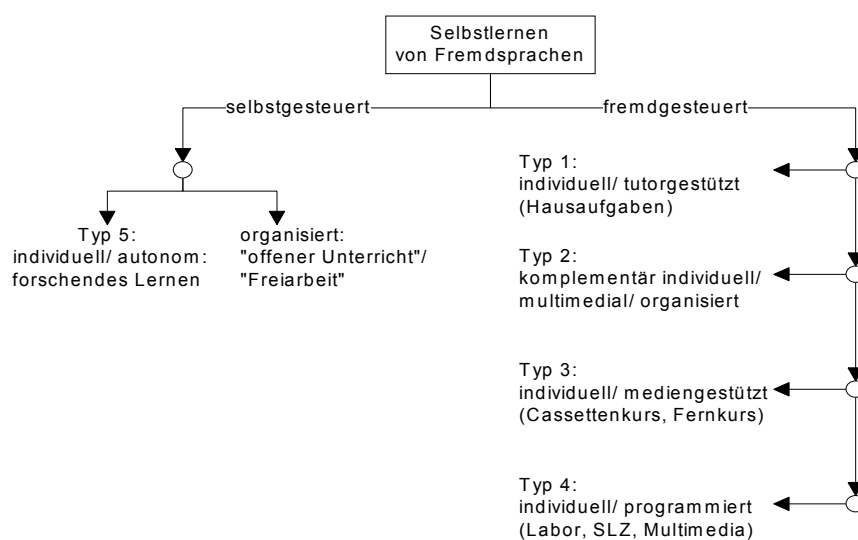 Selbstlernen
von Fremdsprachen
selbstgesteuert
fremdgesteuert
Typ 1:
individuell/ tutorgestützt
(Hausaufgaben)
Typ 5:
individuell/ autonom:
forschendes Lernen
organisiert:
"offener Unterricht"/
"Freiarbeit"
Typ 2:
komplementär individuell/
multimedial/ organisiert
Typ 3:
individuell/ mediengestützt
(Cassettenkurs, Fernkurs)
Typ 4:
individuell/ programmiert
(Labor, SLZ, Multimedia)